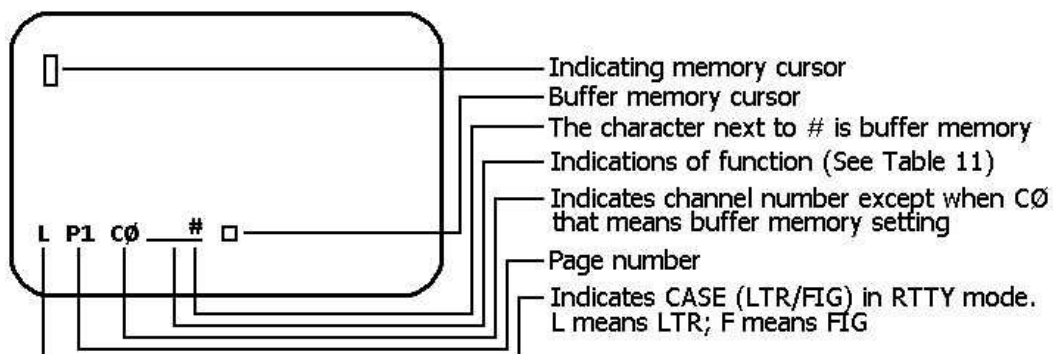 Indicating memory cursor
Buffer memory cursor
The character next to # is buffer memory
Indications of function (See Table 11)
Indicates channel number except when CØ
that means buffer memory setting
L P1 CØ ___ #
Page number
Indicates CASE (LTR/FIG) in RTTY mode.
L means LTR; F means FIG